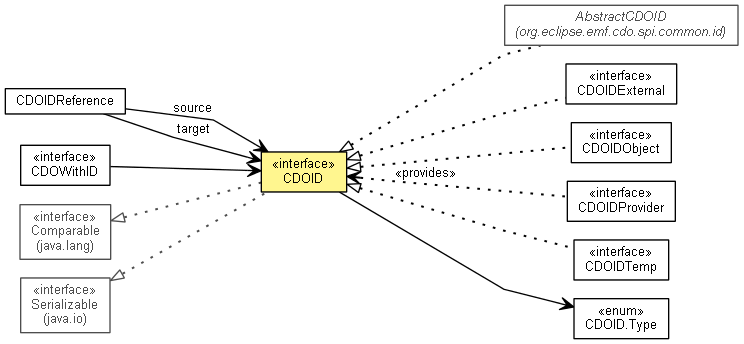 AbstractCDOID
(org.eclipse.emf.cdo.spi.common.id)
«interface»
CDOIDExternal
CDOIDReference
source
target
«interface»
CDOIDObject
«interface»
CDOWithID
«interface»
CDOID
«provides»
«interface»
CDOIDProvider
«interface»
Comparable
(java.lang)
«interface»
CDOIDTemp
«interface»
Serializable
(java.io)
«enum»
CDOID.Type